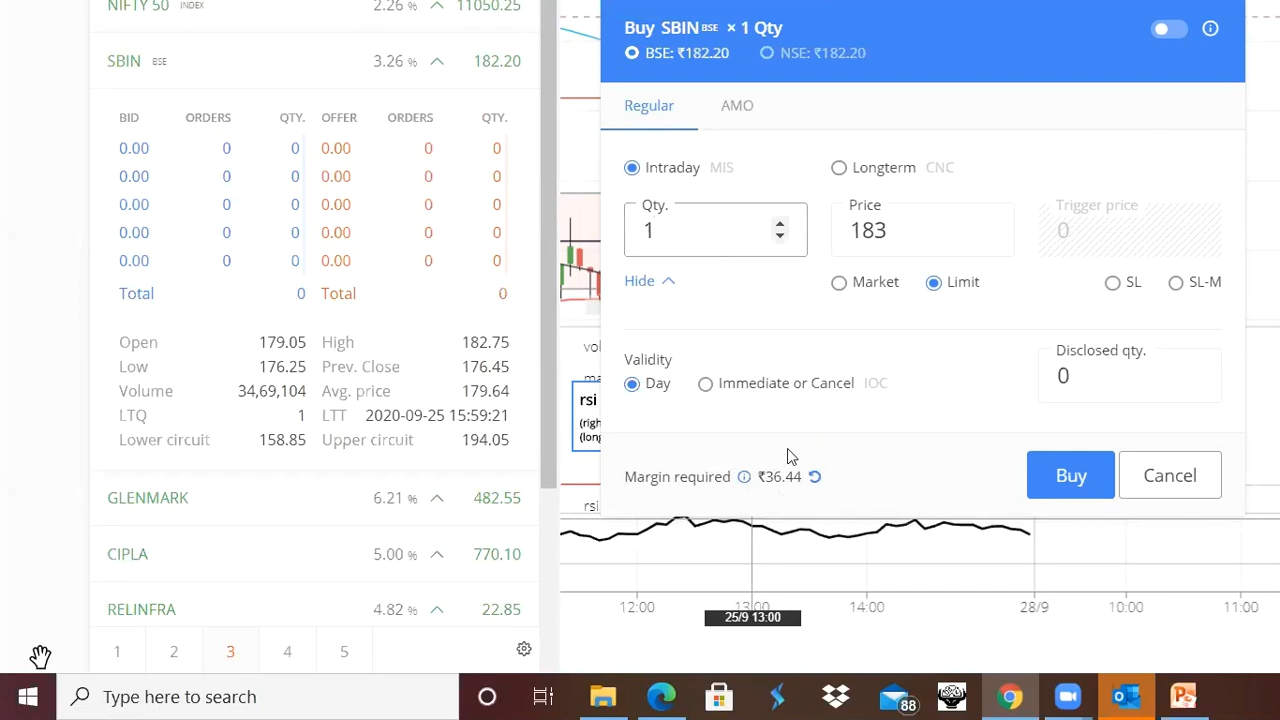 NIFTY 50 INDEX 2.26 % 11050.25
SBIN BSE 3.26 % 182.20
BID ORDERS QTY. OFFER ORDERS QTY.
0.00 0 0 0.00 0 0
0.00 0 0 0.00 0 0
0.00 0 0 0.00 0 0
0.00 0 0 0.00 0 0
0.00 0 0 0.00 0 0
Total 0 Total 0
Open 179.05 High 182.75
Low 176.25 Prev. Close 176.45
Volume 34,69,104 Avg. price 179.64
LTQ 1 LTT 2020-09-25 15:59:21
Lower circuit 158.85 Upper circuit 194.05
GLENMARK 6.21 % 482.55
CIPLA 5.00 % 770.10
RELINFRA 4.82 % 22.85
1 2 3 4 5
Buy SBIN BSE × 1 Qty
BSE: ₹182.20 NSE: ₹182.20
Regular AMO
Intraday MIS Longterm CNC
Qty. Price Trigger price
1 183 0
Hide Market Limit SL SL-M
Validity Disclosed qty.
Day Immediate or Cancel IOC 0
Margin required ₹36.44 Buy Cancel
vol
ma
rsi
(righ
(long
rsi
12:00 13:00 14:00 28/9 10:00 11:00
25/9 13:00
Type here to search
88